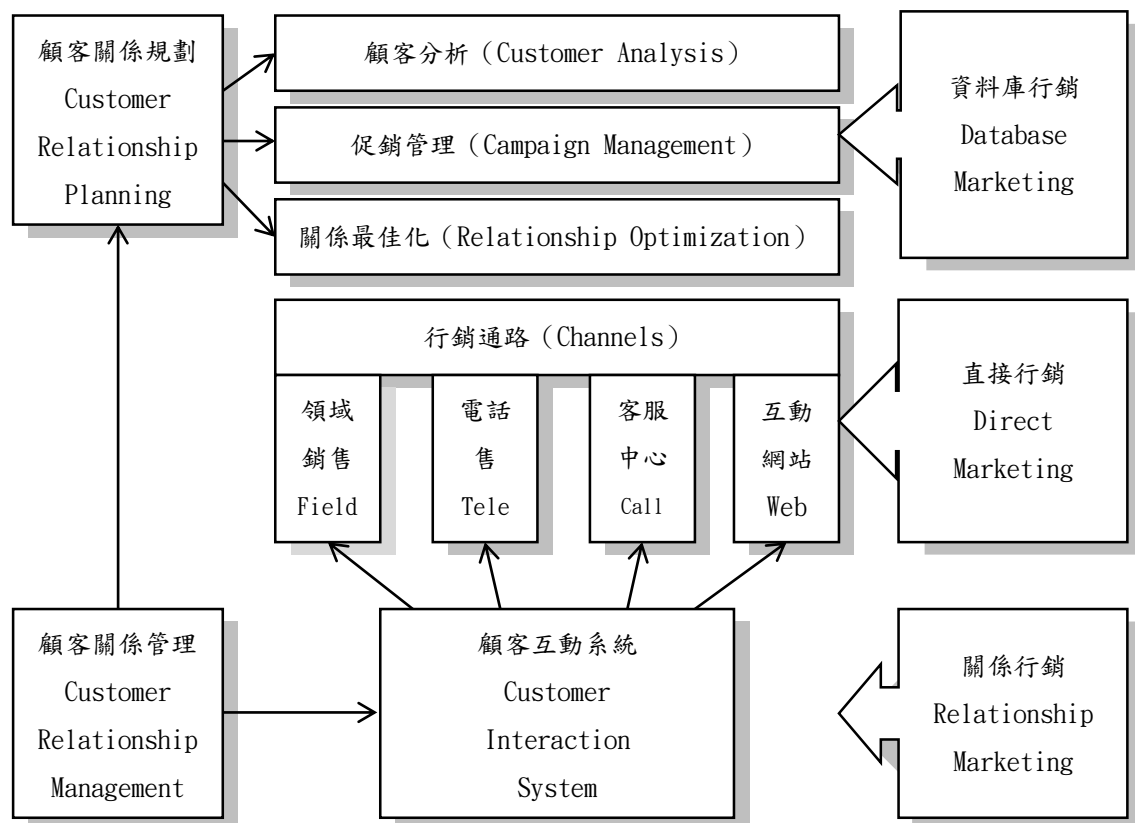 顧客關係規劃
Customer
Relationship
Planning
顧客分析（Customer Analysis）
促銷管理（Campaign Management）
關係最佳化（Relationship Optimization）
資料庫行銷
Database
Marketing
行銷通路（Channels）
領域
銷售
Field
電話
售
Tele
客服
中心
Call
互動
網站
Web
直接行銷
Direct
Marketing
顧客關係管理
Customer
Relationship
Management
顧客互動系統
Customer
Interaction
System
關係行銷
Relationship
Marketing